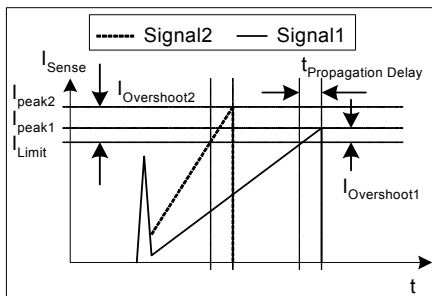 Signal2 Signal1
I_Sense
t_Propagation Delay
I_peak2
I_Overshoot2
I_peak1
I_Limit
I_Overshoot1
t